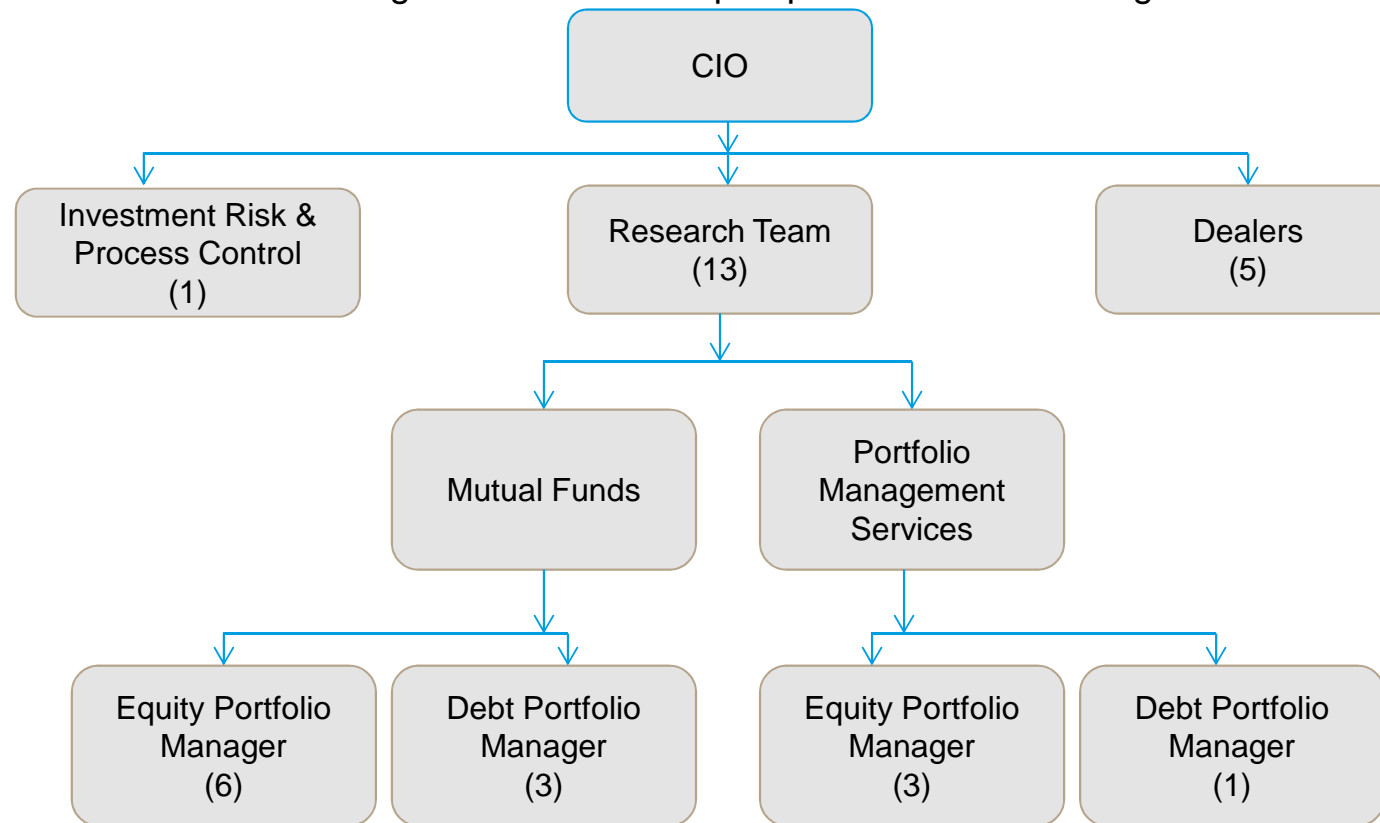 CIO
Investment Risk &
Process Control
(1)
Research Team
(13)
Dealers
(5)
Mutual Funds
Portfolio
Management
Services
Equity Portfolio
Manager
(6)
Debt Portfolio
Manager
(3)
Equity Portfolio
Manager
(3)
Debt Portfolio
Manager
(1)